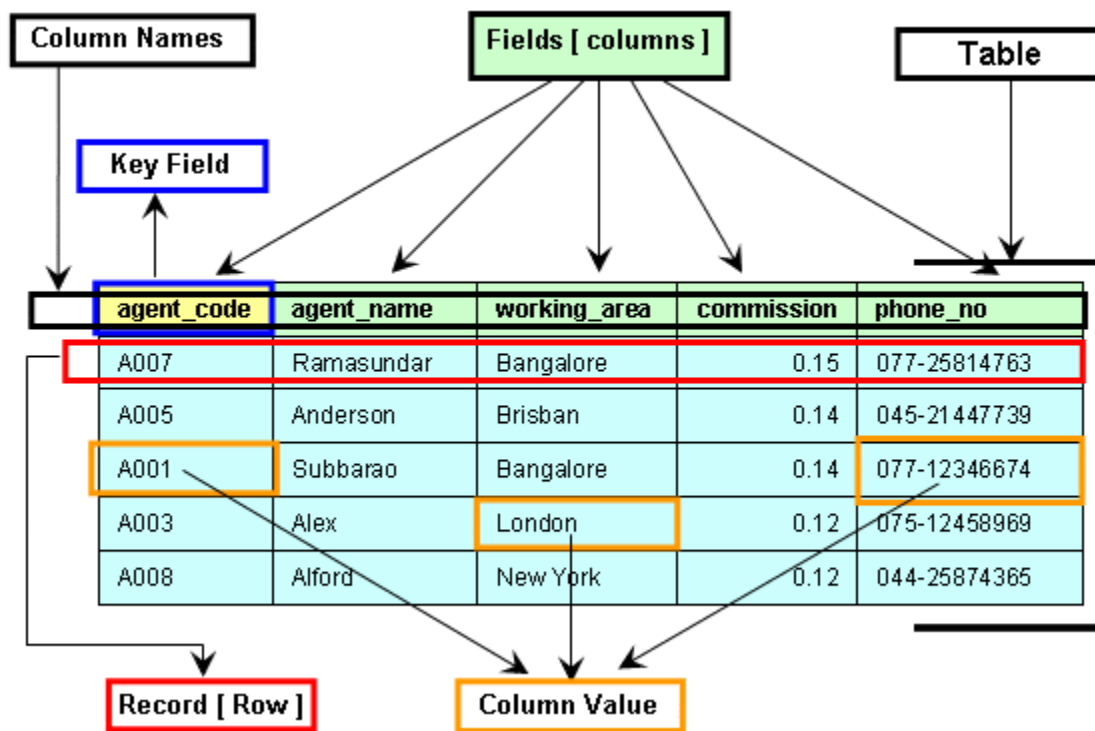 Column Names
Fields [ columns ]
Table
Key Field
agent_code agent_name working_area commission phone_no
A007 Ramasundar Bangalore 0.15 077-25814763
A005 Anderson Brisban 0.14 045-21447739
A001 Subbarao Bangalore 0.14 077-12346674
A003 Alex London 0.12 075-12458969
A008 Alford New York 0.12 044-25874365
Record [ Row ]
Column Value